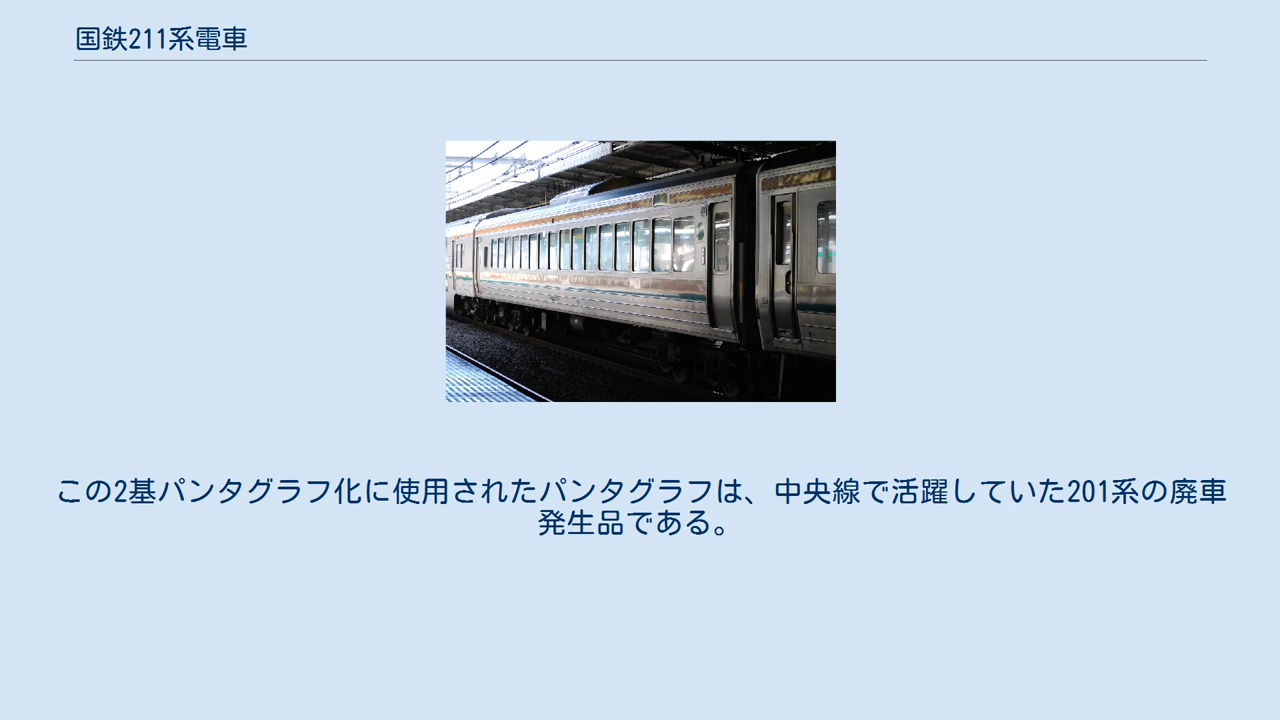 国鉄211系電車
この2基パンタグラフ化に使用されたパンタグラフは、中央線で活躍していた201系の廃車
発生品である。